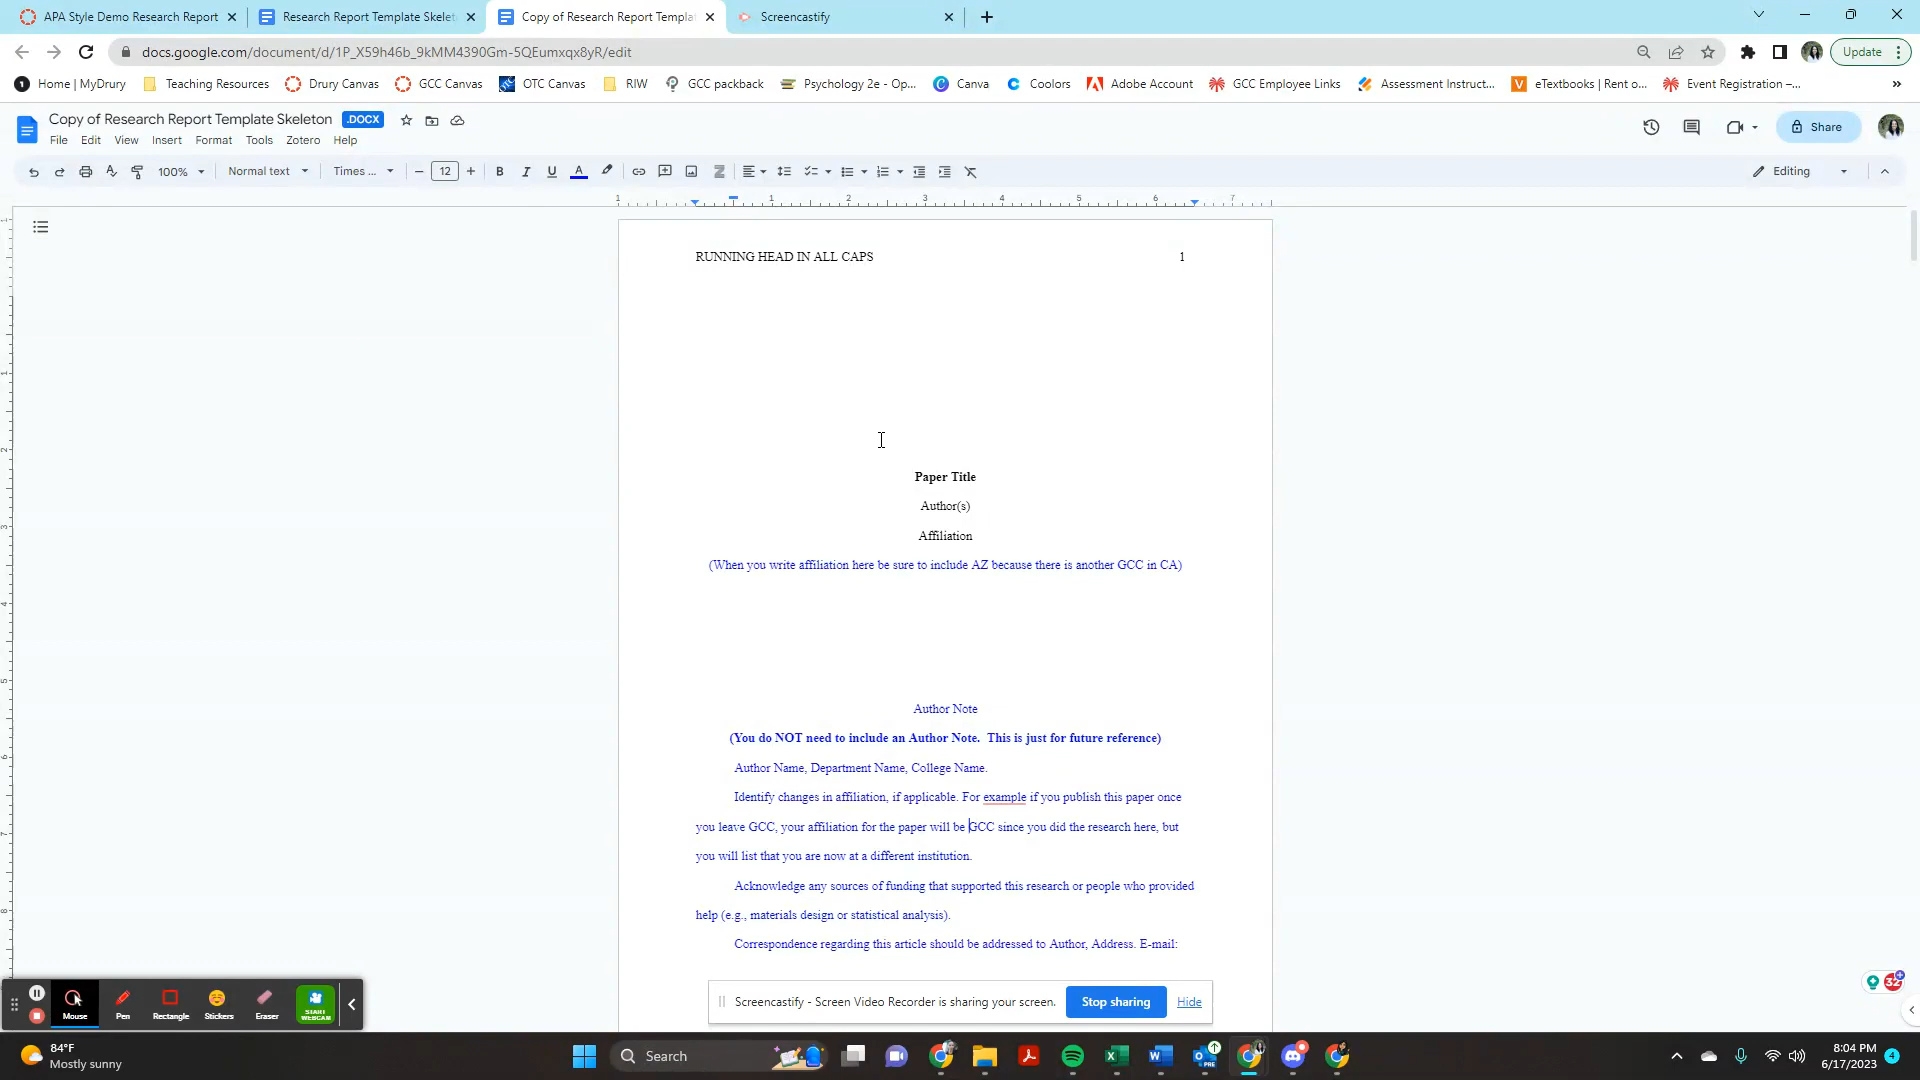 APA Style Demo Research Report
Research Report Template Skelet
Copy of Research Report Templa
Screencastify
docs.google.com/document/d/1P_X59h46b_9kMM4390Gm-5QEumxqx8yR/edit
Update
Home | MyDrury
Teaching Resources
Drury Canvas
GCC Canvas
OTC Canvas
RIW
GCC packback
Psychology 2e - Op...
Canva
Coolors
Adobe Account
GCC Employee Links
Assessment Instruct...
eTextbooks | Rent o...
Event Registration –...
Copy of Research Report Template Skeleton
.DOCX
File Edit View Insert Format Tools Zotero Help
Share
100%
Normal text
Times ...
12
Editing
1 1 2 3 4 5 6 7
RUNNING HEAD IN ALL CAPS 1
Paper Title
Author(s)
Affiliation
(When you write affiliation here be sure to include AZ because there is another GCC in CA)
Author Note
(You do NOT need to include an Author Note. This is just for future reference)
Author Name, Department Name, College Name.
Identify changes in affiliation, if applicable. For example if you publish this paper once
you leave GCC, your affiliation for the paper will be GCC since you did the research here, but
you will list that you are now at a different institution.
Acknowledge any sources of funding that supported this research or people who provided
help (e.g., materials design or statistical analysis).
Correspondence regarding this article should be addressed to Author, Address. E-mail:
Mouse
Pen
Rectangle
Stickers
Eraser
START WEBCAM
Screencastify - Screen Video Recorder is sharing your screen.
Stop sharing
Hide
84°F
Mostly sunny
Search
8:04 PM
6/17/2023
4